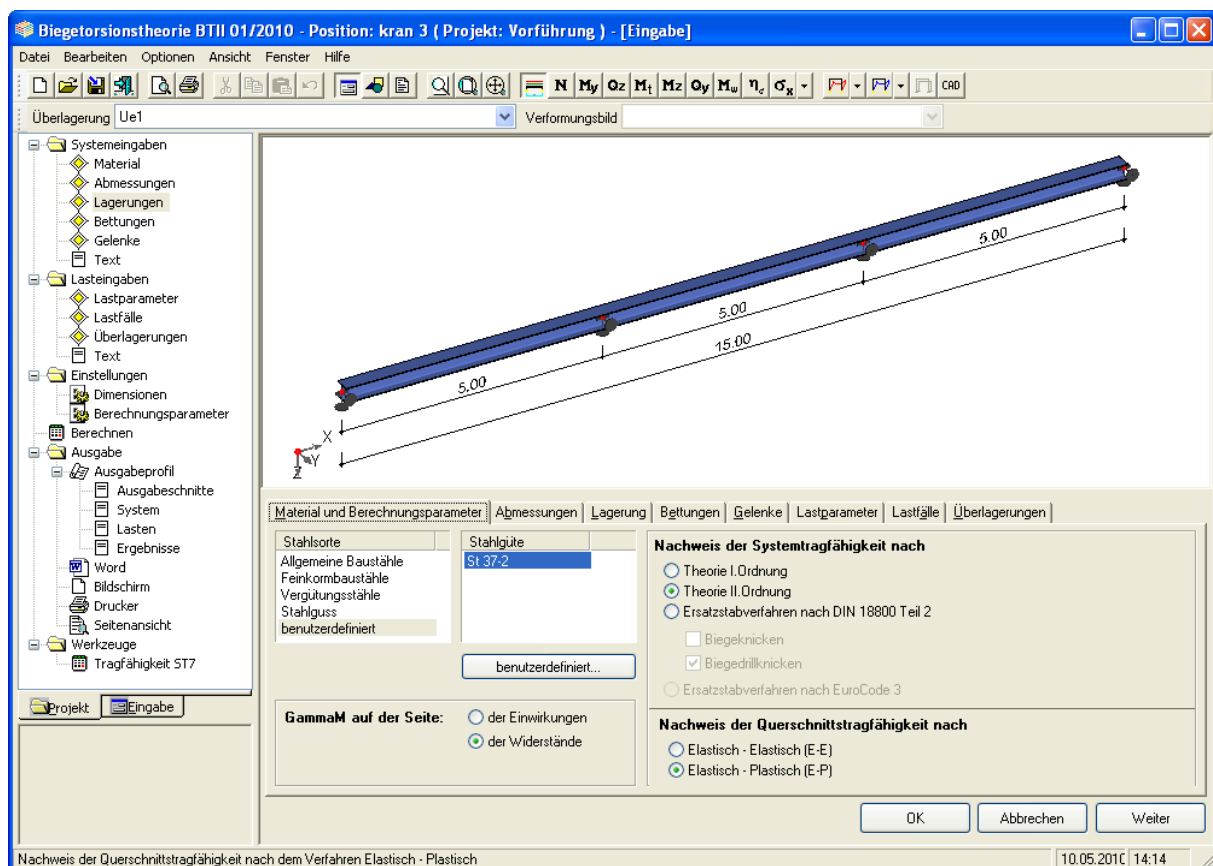 Biegetorsionstheorie BTII 01/2010 - Position: kran 3 ( Projekt: Vorführung ) - [Eingabe]
Datei Bearbeiten Optionen Ansicht Fenster Hilfe
N My Qz Mt Mz Qy Mw ηc σx CAD
Überlagerung Ue1 Verformungsbild
Systemeingaben
Material
Abmessungen
Lagerungen
Bettungen
Gelenke
Text
Lasteingaben
Lastparameter
Lastfälle
Überlagerungen
Text
Einstellungen
Dimensionen
Berechnungsparameter
Berechnen
Ausgabe
Ausgabeprofil
Ausgabeschnitte
System
Lasten
Ergebnisse
Word
Bildschirm
Drucker
Seitenansicht
Werkzeuge
Tragfähigkeit ST7
Projekt Eingabe
5.00
5.00
5.00
15.00
X
Y
Z
Material und Berechnungsparameter Abmessungen Lagerung Bettungen Gelenke Lastparameter Lastfälle Überlagerungen
Stahlsorte
Allgemeine Baustähle
Feinkornbaustähle
Vergütungsstähle
Stahlguss
benutzerdefiniert
Stahlgüte
St 37-2
benutzerdefiniert...
GammaM auf der Seite:
der Einwirkungen
der Widerstände
Nachweis der Systemtragfähigkeit nach
Theorie I.Ordnung
Theorie II.Ordnung
Ersatzstabverfahren nach DIN 18800 Teil 2
Biegeknicken
Biegedrillknicken
Ersatzstabverfahren nach EuroCode 3
Nachweis der Querschnittstragfähigkeit nach
Elastisch - Elastisch (E-E)
Elastisch - Plastisch (E-P)
OK Abbrechen Weiter
Nachweis der Querschnittstragfähigkeit nach dem Verfahren Elastisch - Plastisch
10.05.201( 14:14